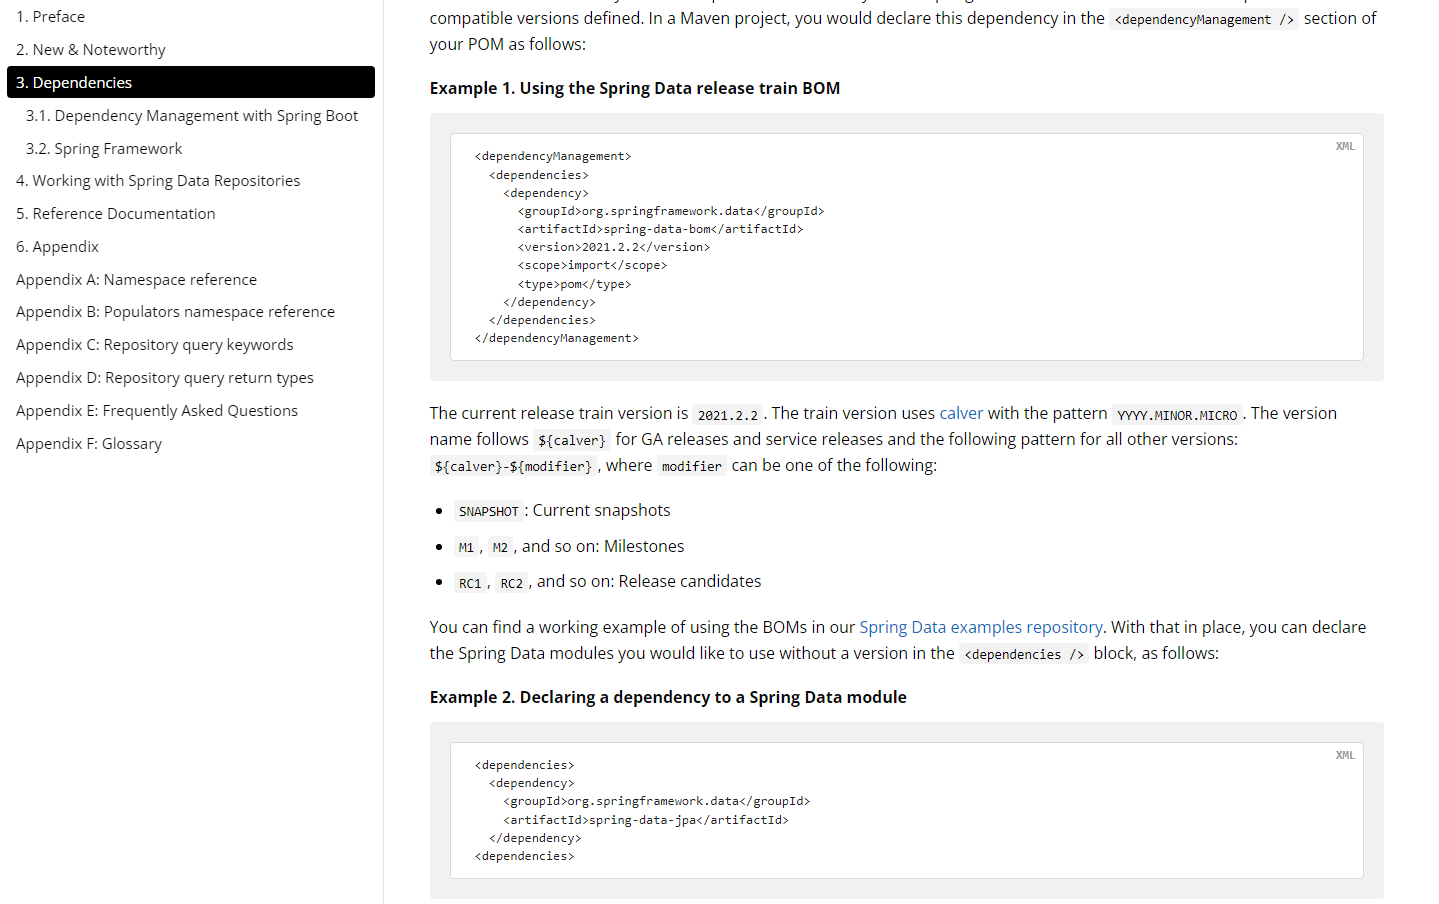 1. Preface
2. New & Noteworthy
3. Dependencies
3.1. Dependency Management with Spring Boot
3.2. Spring Framework
4. Working with Spring Data Repositories
5. Reference Documentation
6. Appendix
Appendix A: Namespace reference
Appendix B: Populators namespace reference
Appendix C: Repository query keywords
Appendix D: Repository query return types
Appendix E: Frequently Asked Questions
Appendix F: Glossary
compatible versions defined. In a Maven project, you would declare this dependency in the <dependencyManagement /> section of
your POM as follows:
Example 1. Using the Spring Data release train BOM
XML
<dependencyManagement>
<dependencies>
<dependency>
<groupId>org.springframework.data</groupId>
<artifactId>spring-data-bom</artifactId>
<version>2021.2.2</version>
<scope>import</scope>
<type>pom</type>
</dependency>
</dependencies>
</dependencyManagement>
The current release train version is 2021.2.2. The train version uses calver with the pattern YYYY.MINOR.MICRO. The version
name follows ${calver} for GA releases and service releases and the following pattern for all other versions:
${calver}-${modifier}, where modifier can be one of the following:
• SNAPSHOT: Current snapshots
• M1, M2, and so on: Milestones
• RC1, RC2, and so on: Release candidates
You can find a working example of using the BOMs in our Spring Data examples repository. With that in place, you can declare
the Spring Data modules you would like to use without a version in the <dependencies /> block, as follows:
Example 2. Declaring a dependency to a Spring Data module
XML
<dependencies>
<dependency>
<groupId>org.springframework.data</groupId>
<artifactId>spring-data-jpa</artifactId>
</dependency>
<dependencies>